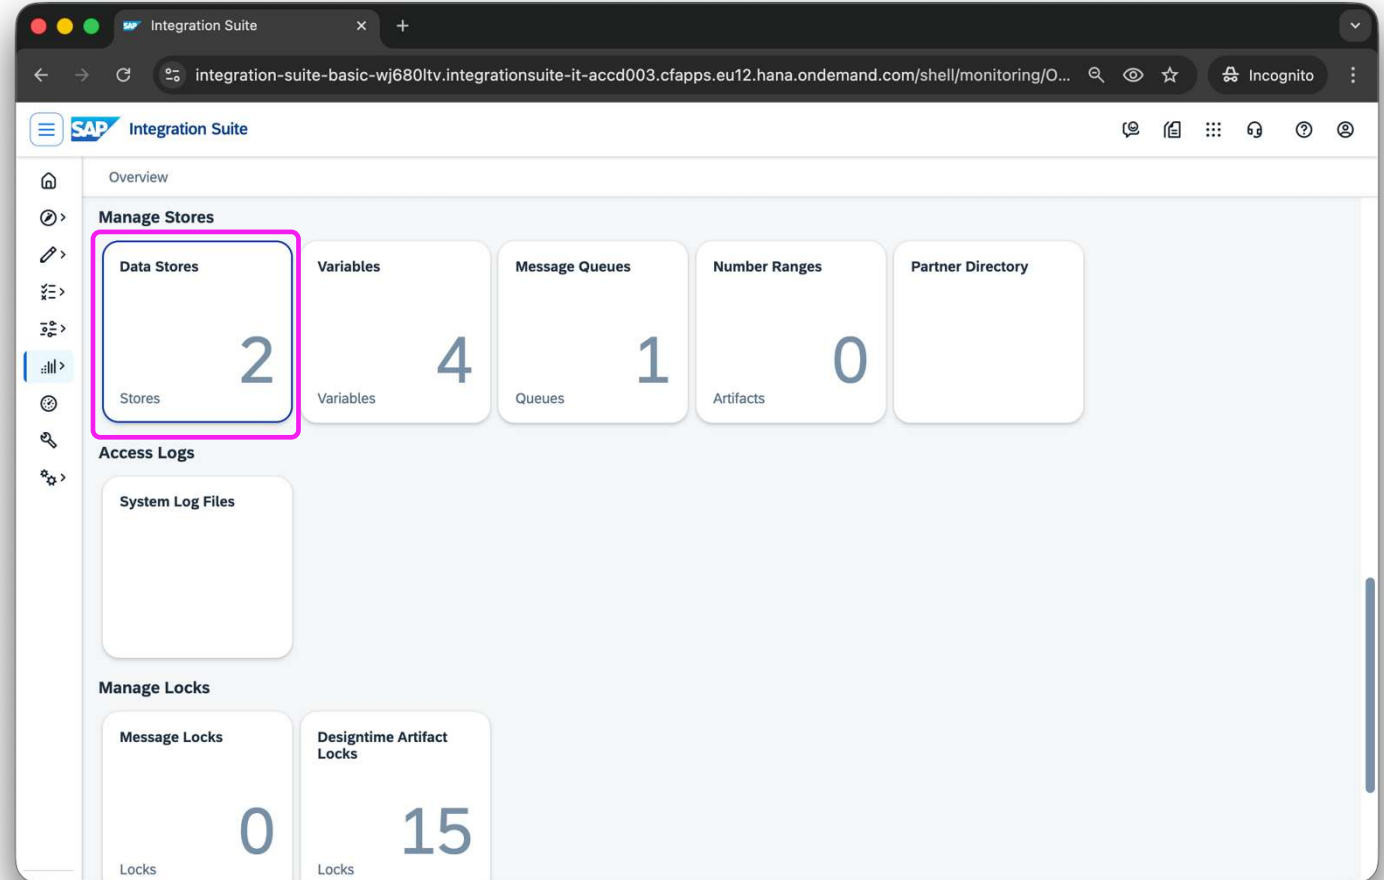 SAP Integration Suite
integration-suite-basic-wj680ltv.integrationsuite-it-accd003.cfapps.eu12.hana.ondemand.com/shell/monitoring/O...
Incognito
SAP Integration Suite
Overview
Manage Stores
Data Stores
2
Stores
Variables
4
Variables
Message Queues
1
Queues
Number Ranges
0
Artifacts
Partner Directory
Access Logs
System Log Files
Manage Locks
Message Locks
0
Locks
Designtime Artifact
Locks
15
Locks